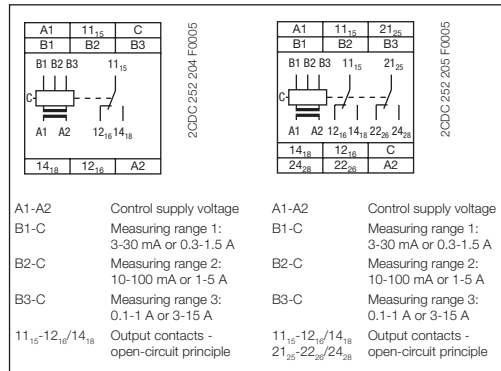 A1 11₁₅ C
B1 B2 B3
B1 B2 B3 11₁₅
C
A1 A2 12₁₆ 14₁₈
14₁₈ 12₁₆ A2
2CDC 252 204 F0005
A1-A2 Control supply voltage
B1-C Measuring range 1:
3-30 mA or 0.3-1.5 A
B2-C Measuring range 2:
10-100 mA or 1-5 A
B3-C Measuring range 3:
0.1-1 A or 3-15 A
11₁₅-12₁₆/14₁₈ Output contacts -
open-circuit principle
A1 11₁₅ 21₂₅
B1 B2 B3
B1 B2 B3 11₁₅ 21₂₅
C
A1 A2 12₁₆ 14₁₈ 22₂₆ 24₂₈
14₁₈ 12₁₆ C
24₂₈ 22₂₆ A2
2CDC 252 205 F0005
A1-A2 Control supply voltage
B1-C Measuring range 1:
3-30 mA or 0.3-1.5 A
B2-C Measuring range 2:
10-100 mA or 1-5 A
B3-C Measuring range 3:
0.1-1 A or 3-15 A
11₁₅-12₁₆/14₁₈ Output contacts -
21₂₅-22₂₆/24₂₈ open-circuit principle